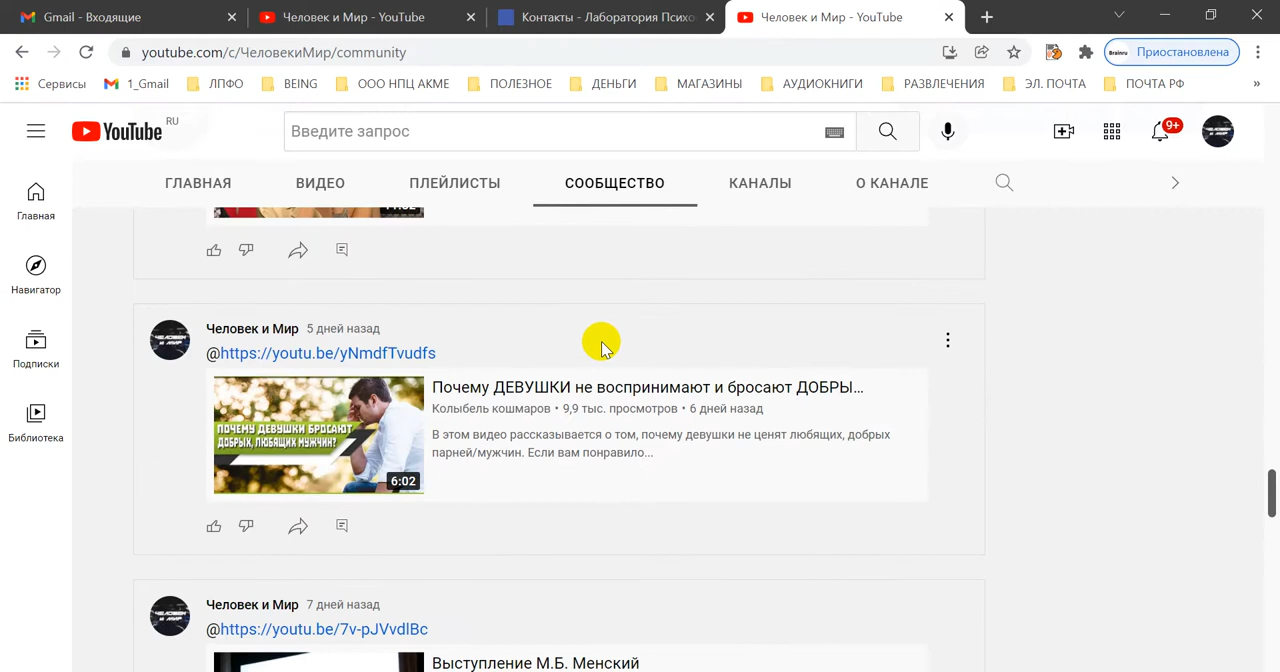 Gmail - Входящие
Человек и Мир - YouTube
Контакты - Лаборатория Психо
Человек и Мир - YouTube
youtube.com/c/ЧеловекиМир/community
Brainru
Приостановлена
Сервисы
1_Gmail
ЛПФО
BEING
ООО НПЦ АКМЕ
ПОЛЕЗНОЕ
ДЕНЬГИ
МАГАЗИНЫ
АУДИОКНИГИ
РАЗВЛЕЧЕНИЯ
ЭЛ. ПОЧТА
ПОЧТА РФ
»
YouTube
RU
Введите запрос
9+
ГЛАВНАЯ
ВИДЕО
ПЛЕЙЛИСТЫ
СООБЩЕСТВО
КАНАЛЫ
О КАНАЛЕ
Главная
Навигатор
Подписки
Библиотека
Человек и Мир 5 дней назад
@https://youtu.be/yNmdfTvudfs
ПОЧЕМУ ДЕВУШКИ БРОСАЮТ
ДОБРЫХ, ЛЮБЯЩИХ МУЖЧИН?
6:02
Почему ДЕВУШКИ не воспринимают и бросают ДОБРЫ...
Колыбель кошмаров • 9,9 тыс. просмотров • 6 дней назад
В этом видео рассказывается о том, почему девушки не ценят любящих, добрых
парней/мужчин. Если вам понравило...
Человек и Мир 7 дней назад
@https://youtu.be/7v-pJVvdlBc
Выступление М.Б. Менский